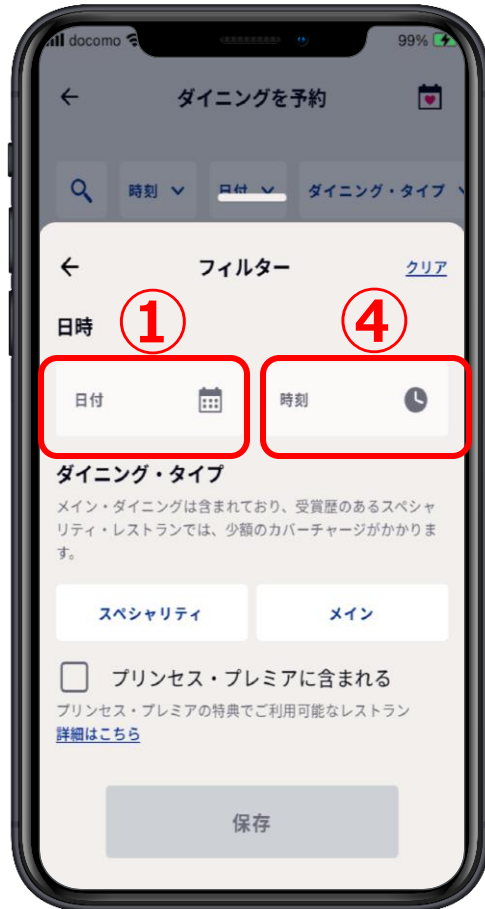 docomo 99%
ダイニングを予約
時刻 日付 ダイニング・タイプ
フィルター クリア
日時 ① ④
日付 時刻
ダイニング・タイプ
メイン・ダイニングは含まれており、受賞歴のあるスペシャ
リティ・レストランでは、少額のカバーチャージがかかりま
す。
スペシャリティ メイン
プリンセス・プレミアに含まれる
プリンセス・プレミアの特典でご利用可能なレストラン
詳細はこちら
保存